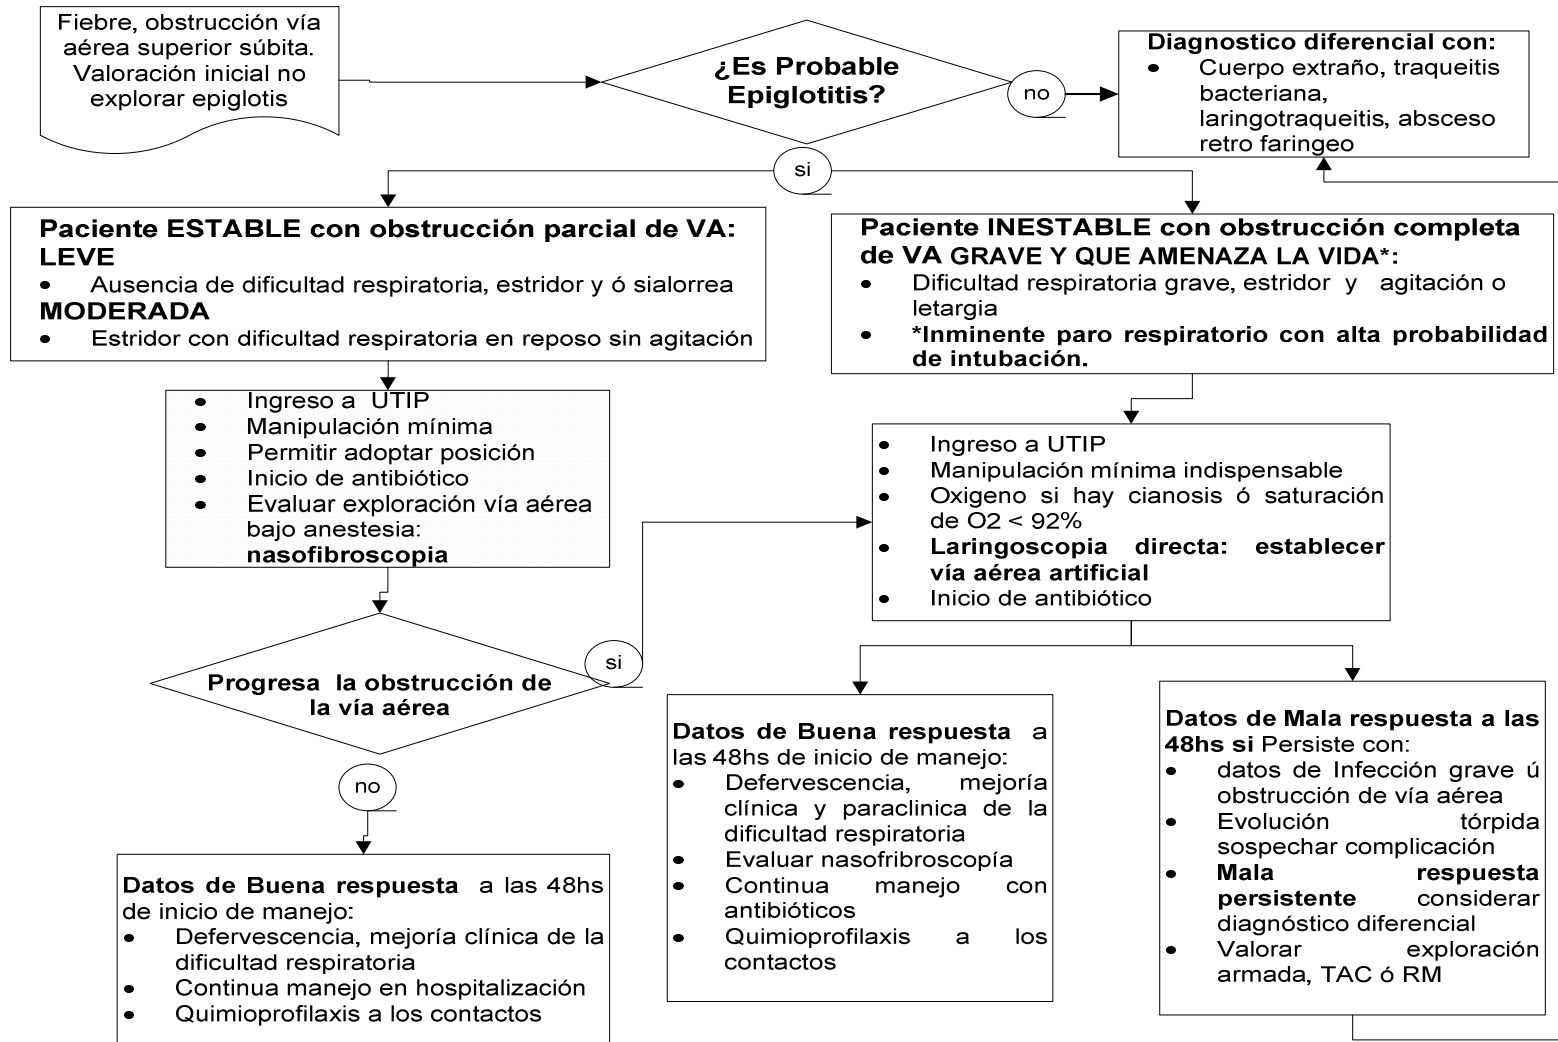 Fiebre, obstrucción vía
aérea superior súbita.
Valoración inicial no
explorar epiglotis
¿Es Probable
Epiglotitis?
no
Diagnostico diferencial con:
• Cuerpo extraño, traqueitis
bacteriana,
laringotraqueitis, absceso
retro faringeo
si
Paciente ESTABLE con obstrucción parcial de VA:
LEVE
• Ausencia de dificultad respiratoria, estridor y ó sialorrea
MODERADA
• Estridor con dificultad respiratoria en reposo sin agitación
Paciente INESTABLE con obstrucción completa
de VA GRAVE Y QUE AMENAZA LA VIDA*:
• Dificultad respiratoria grave, estridor y agitación o
letargia
• *Inminente paro respiratorio con alta probabilidad
de intubación.
• Ingreso a UTIP
• Manipulación mínima
• Permitir adoptar posición
• Inicio de antibiótico
• Evaluar exploración vía aérea
bajo anestesia:
nasofibroscopia
• Ingreso a UTIP
• Manipulación mínima indispensable
• Oxigeno si hay cianosis ó saturación
de O2 < 92%
• Laringoscopia directa: establecer
vía aérea artificial
• Inicio de antibiótico
Progresa la obstrucción de
la vía aérea
si
no
Datos de Buena respuesta a las 48hs
de inicio de manejo:
• Defervescencia, mejoría clínica de la
dificultad respiratoria
• Continua manejo en hospitalización
• Quimioprofilaxis a los contactos
Datos de Buena respuesta a
las 48hs de inicio de manejo:
• Defervescencia, mejoría
clínica y paraclinica de la
dificultad respiratoria
• Evaluar nasofribroscopía
• Continua manejo con
antibióticos
• Quimioprofilaxis a los
contactos
Datos de Mala respuesta a las
48hs si Persiste con:
• datos de Infección grave ú
obstrucción de vía aérea
• Evolución tórpida
sospechar complicación
• Mala respuesta
persistente considerar
diagnóstico diferencial
• Valorar exploración
armada, TAC ó RM